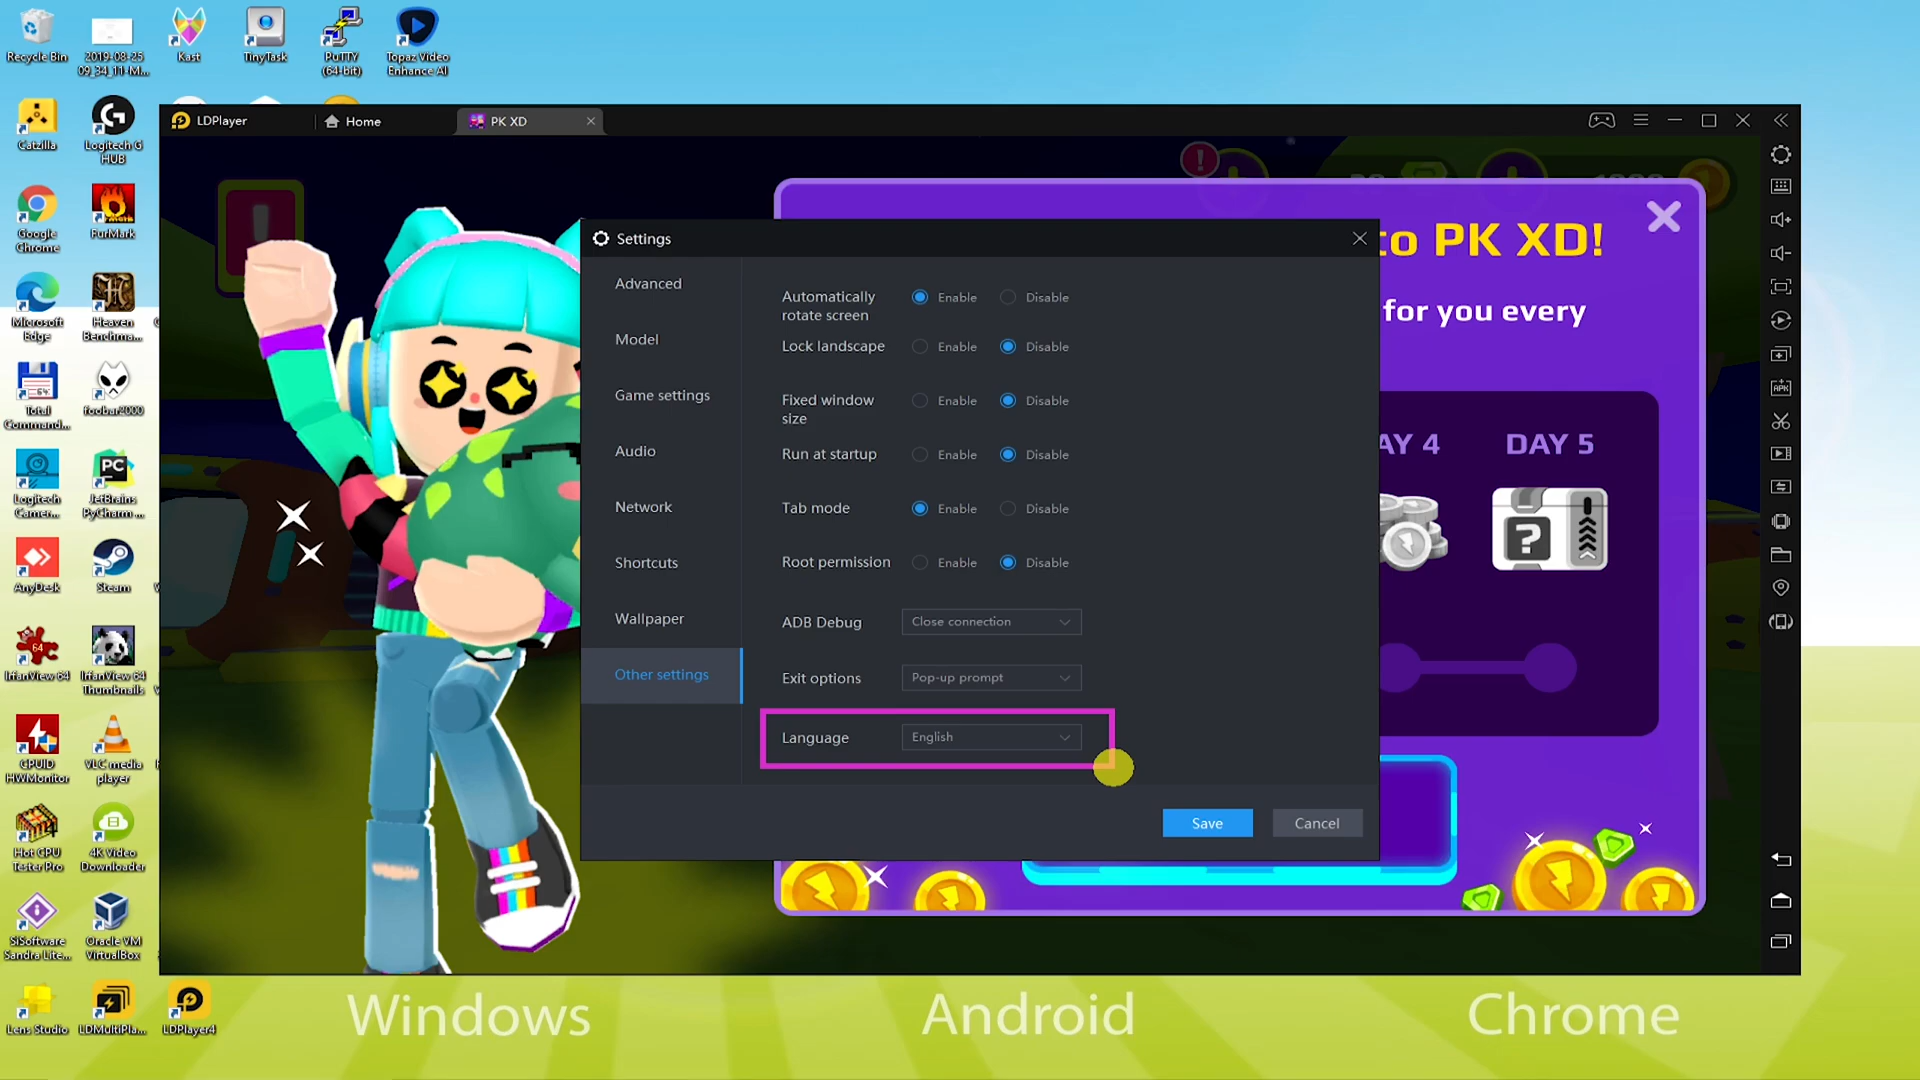 Recycle Bin
2019-08-25
09_34_11-M...
Kast
TinyTask
PuTTY
(64-bit)
Topaz Video
Enhance AI
Catzilla
Logitech G
HUB
Google
Chrome
FurMark
Microsoft
Edge
Heaven
Benchma...
Total
Command...
foobar2000
Logitech
Camer...
JetBrains
PyCharm ...
AnyDesk
Steam
IrfanView 64
IrfanView 64
Thumbnails
CPUID
HWMonitor
VLC media
player
Hot CPU
Tester Pro
4K Video
Downloader
SiSoftware
Sandra Lite...
Oracle VM
VirtualBox
Lens Studio
LDMultiPla...
LDPlayer4
LDPlayer
Home
PK XD
to PK XD!
for you every
AY 4
DAY 5
?
Settings
Advanced
Model
Game settings
Audio
Network
Shortcuts
Wallpaper
Other settings
Automatically
rotate screen
Enable
Disable
Lock landscape
Enable
Disable
Fixed window
size
Enable
Disable
Run at startup
Enable
Disable
Tab mode
Enable
Disable
Root permission
Enable
Disable
ADB Debug
Close connection
Exit options
Pop-up prompt
Language
English
Save
Cancel
Windows
Android
Chrome